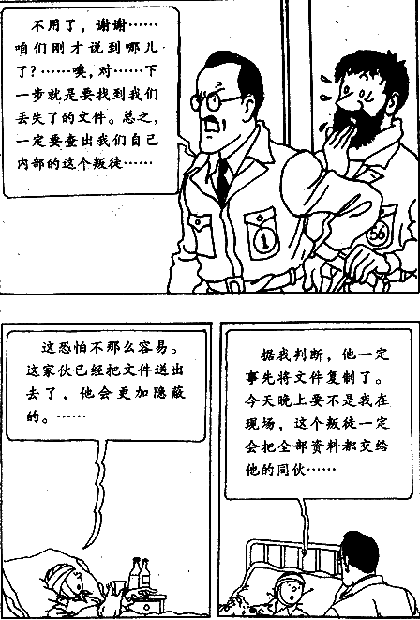 不用了，谢谢……
咱们刚才说到哪儿
了？……噢，对……下
一步就是要找到我们
丢失了的文件。总之，
一定要查出我们自己
内部的这个叛徒……
1
56
这恐怕不那么容易。
这家伙已经把文件送出
去了，他会更加隐蔽
的。……
据我判断，他一定
事先将文件复制了。
今天晚上要不是我在
现场，这个叛徒一定
会把全部资料都交给
他的同伙……